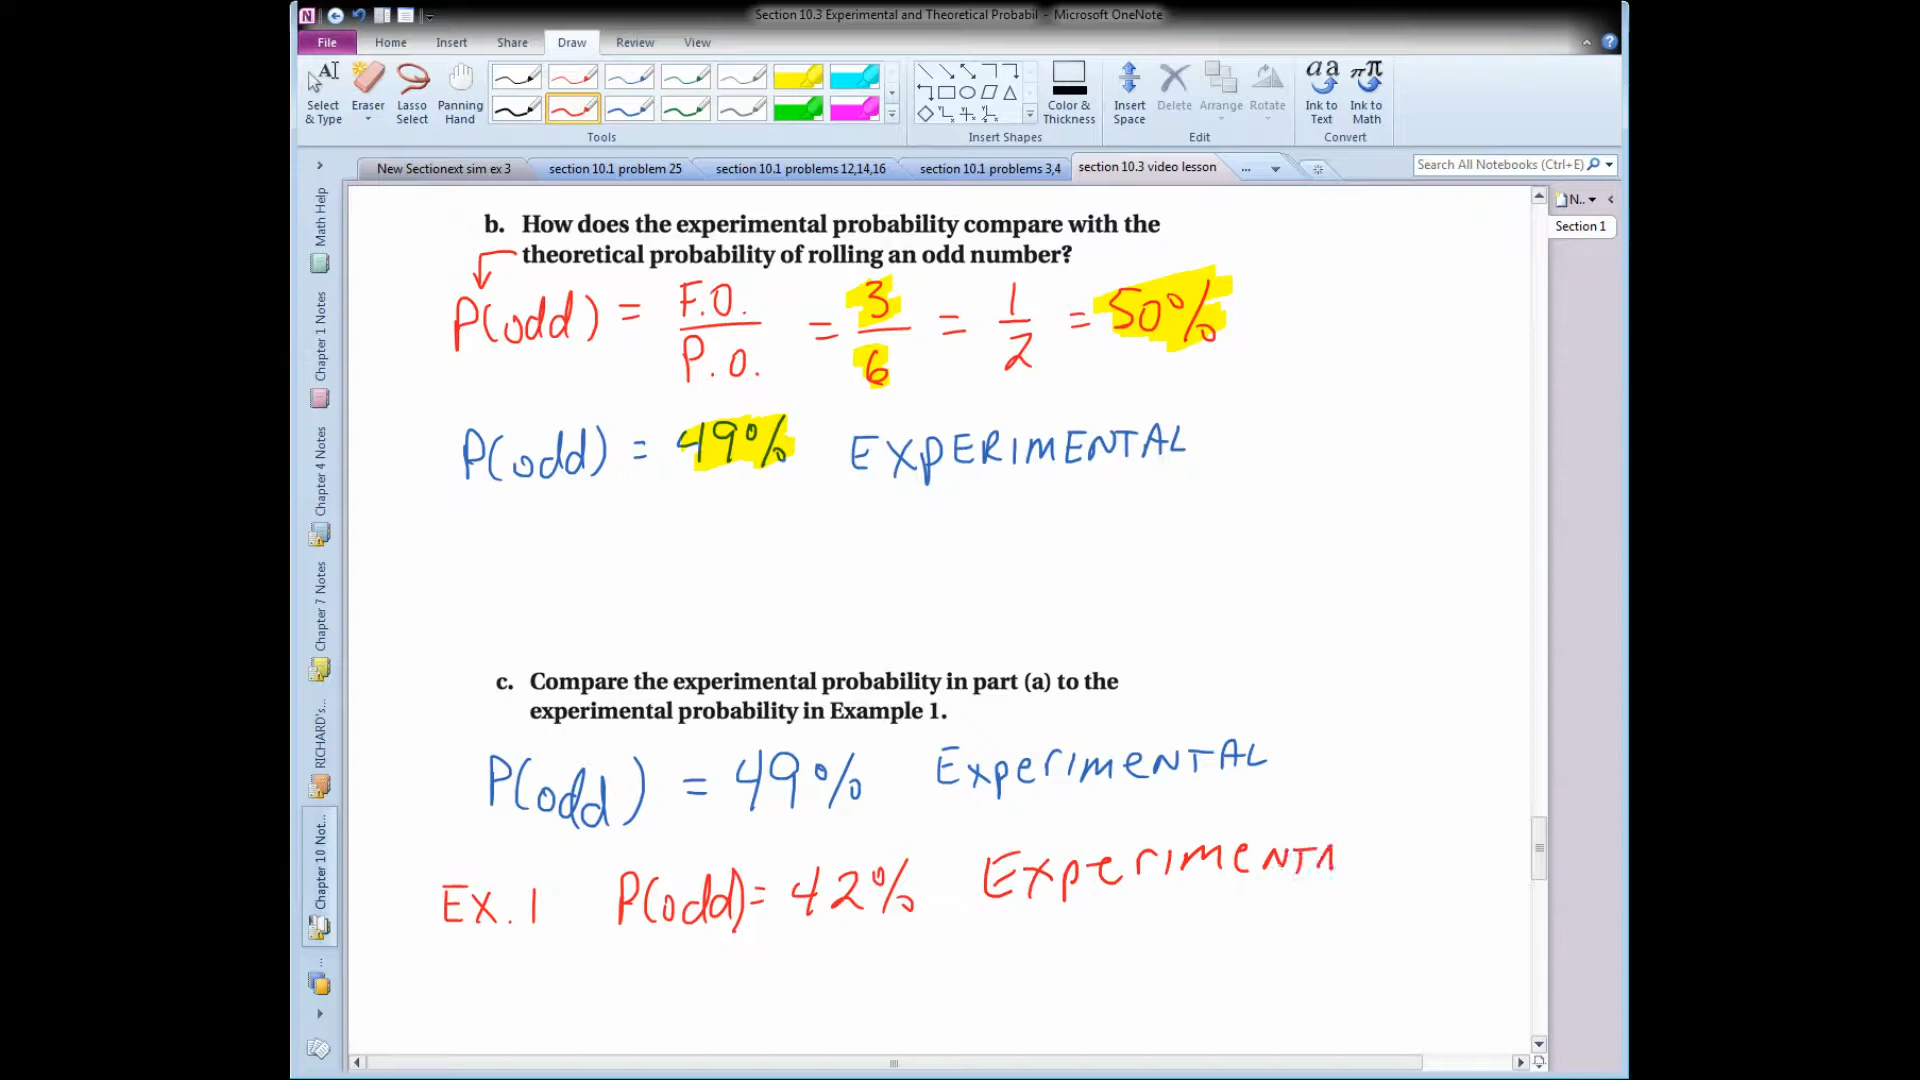 Section 10.3 Experimental and Theoretical Probabil - Microsoft OneNote
File Home Insert Share Draw Review View
Select & Type
Eraser
Lasso Select
Panning Hand
Color & Thickness
Insert Space
Delete
Arrange
Rotate
Ink to Text
Ink to Math
Tools
Insert Shapes
Edit
Convert
New Sectionext sim ex 3
section 10.1 problem 25
section 10.1 problems 12,14,16
section 10.1 problems 3,4
section 10.3 video lesson
...
Search All Notebooks (Ctrl+E)
N..
Section 1
Math Help
Chapter 1 Notes
Chapter 4 Notes
Chapter 7 Notes
RICHARD's...
Chapter 10 Not...
b. How does the experimental probability compare with the
theoretical probability of rolling an odd number?
P(odd) = F.O. / P.O. = 3/6 = 1/2 = 50%
P(odd) = 49% EXPERIMENTAL
c. Compare the experimental probability in part (a) to the
experimental probability in Example 1.
P(odd) = 49% ExperimeNTAL
EX. 1 P(odd) = 42% ExperimeNTA